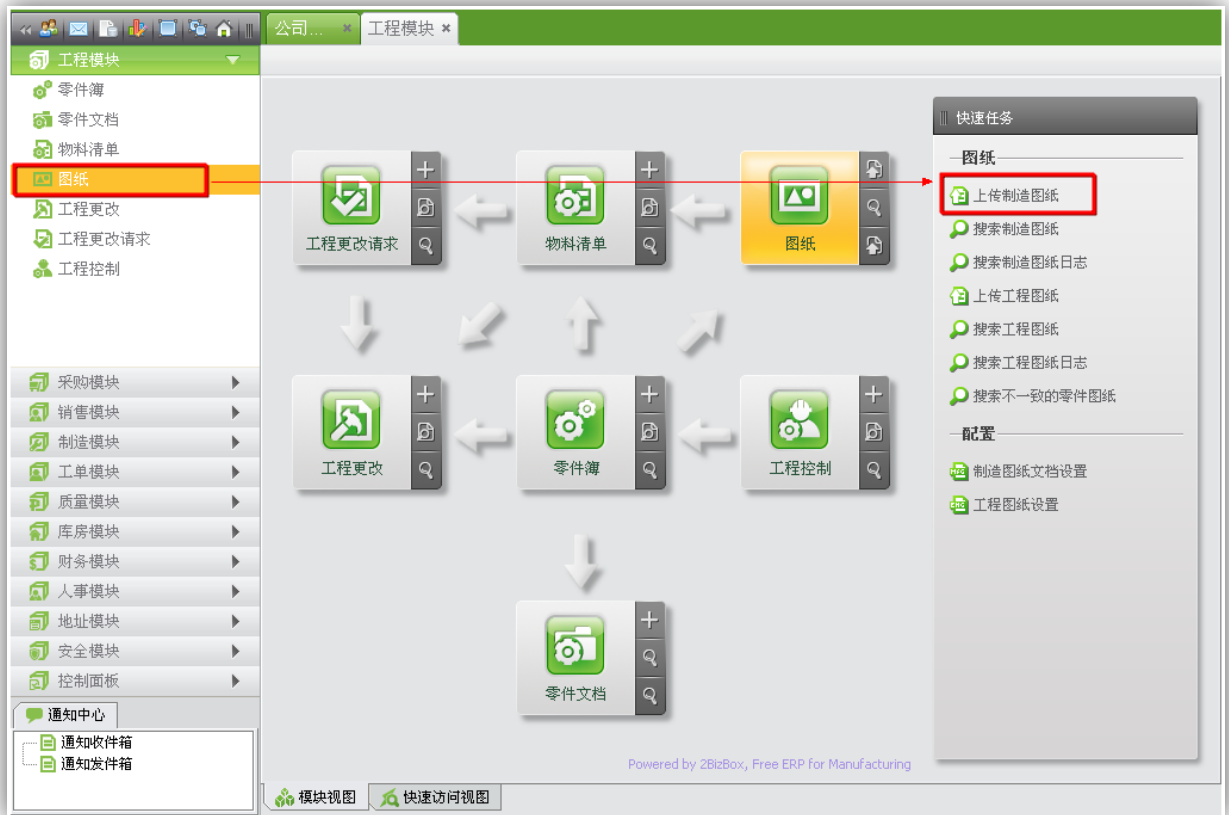 公司...
工程模块
工程模块
零件簿
零件文档
物料清单
图纸
工程更改
工程更改请求
工程控制
采购模块
销售模块
制造模块
工单模块
质量模块
库房模块
财务模块
人事模块
地址模块
安全模块
控制面板
通知中心
通知收件箱
通知发件箱
工程更改请求
物料清单
图纸
工程更改
零件簿
工程控制
零件文档
Powered by 2BizBox, Free ERP for Manufacturing
模块视图
快速访问视图
快速任务
图纸
上传制造图纸
搜索制造图纸
搜索制造图纸日志
上传工程图纸
搜索工程图纸
搜索工程图纸日志
搜索不一致的零件图纸
配置
制造图纸文档设置
工程图纸设置